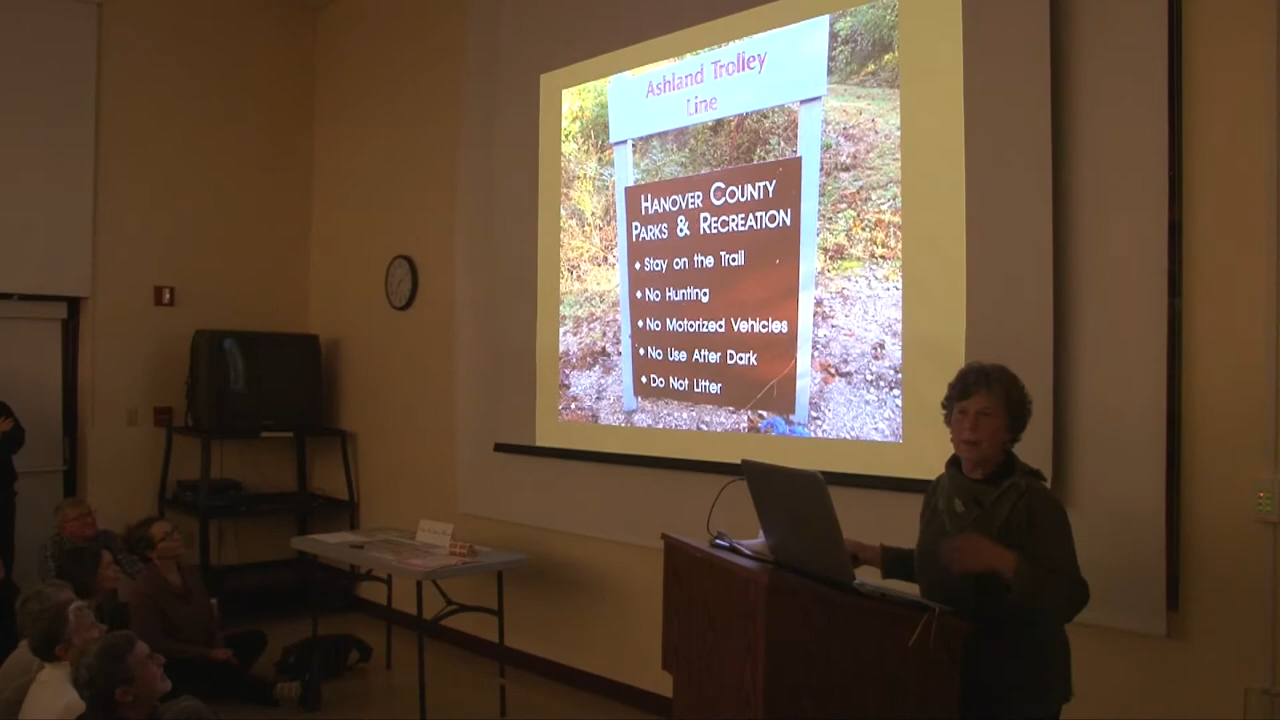 Ashland Trolley
Line
HANOVER COUNTY
PARKS & RECREATION
◆ Stay on the Trail
◆ No Hunting
◆ No Motorized Vehicles
◆ No Use After Dark
◆ Do Not Litter